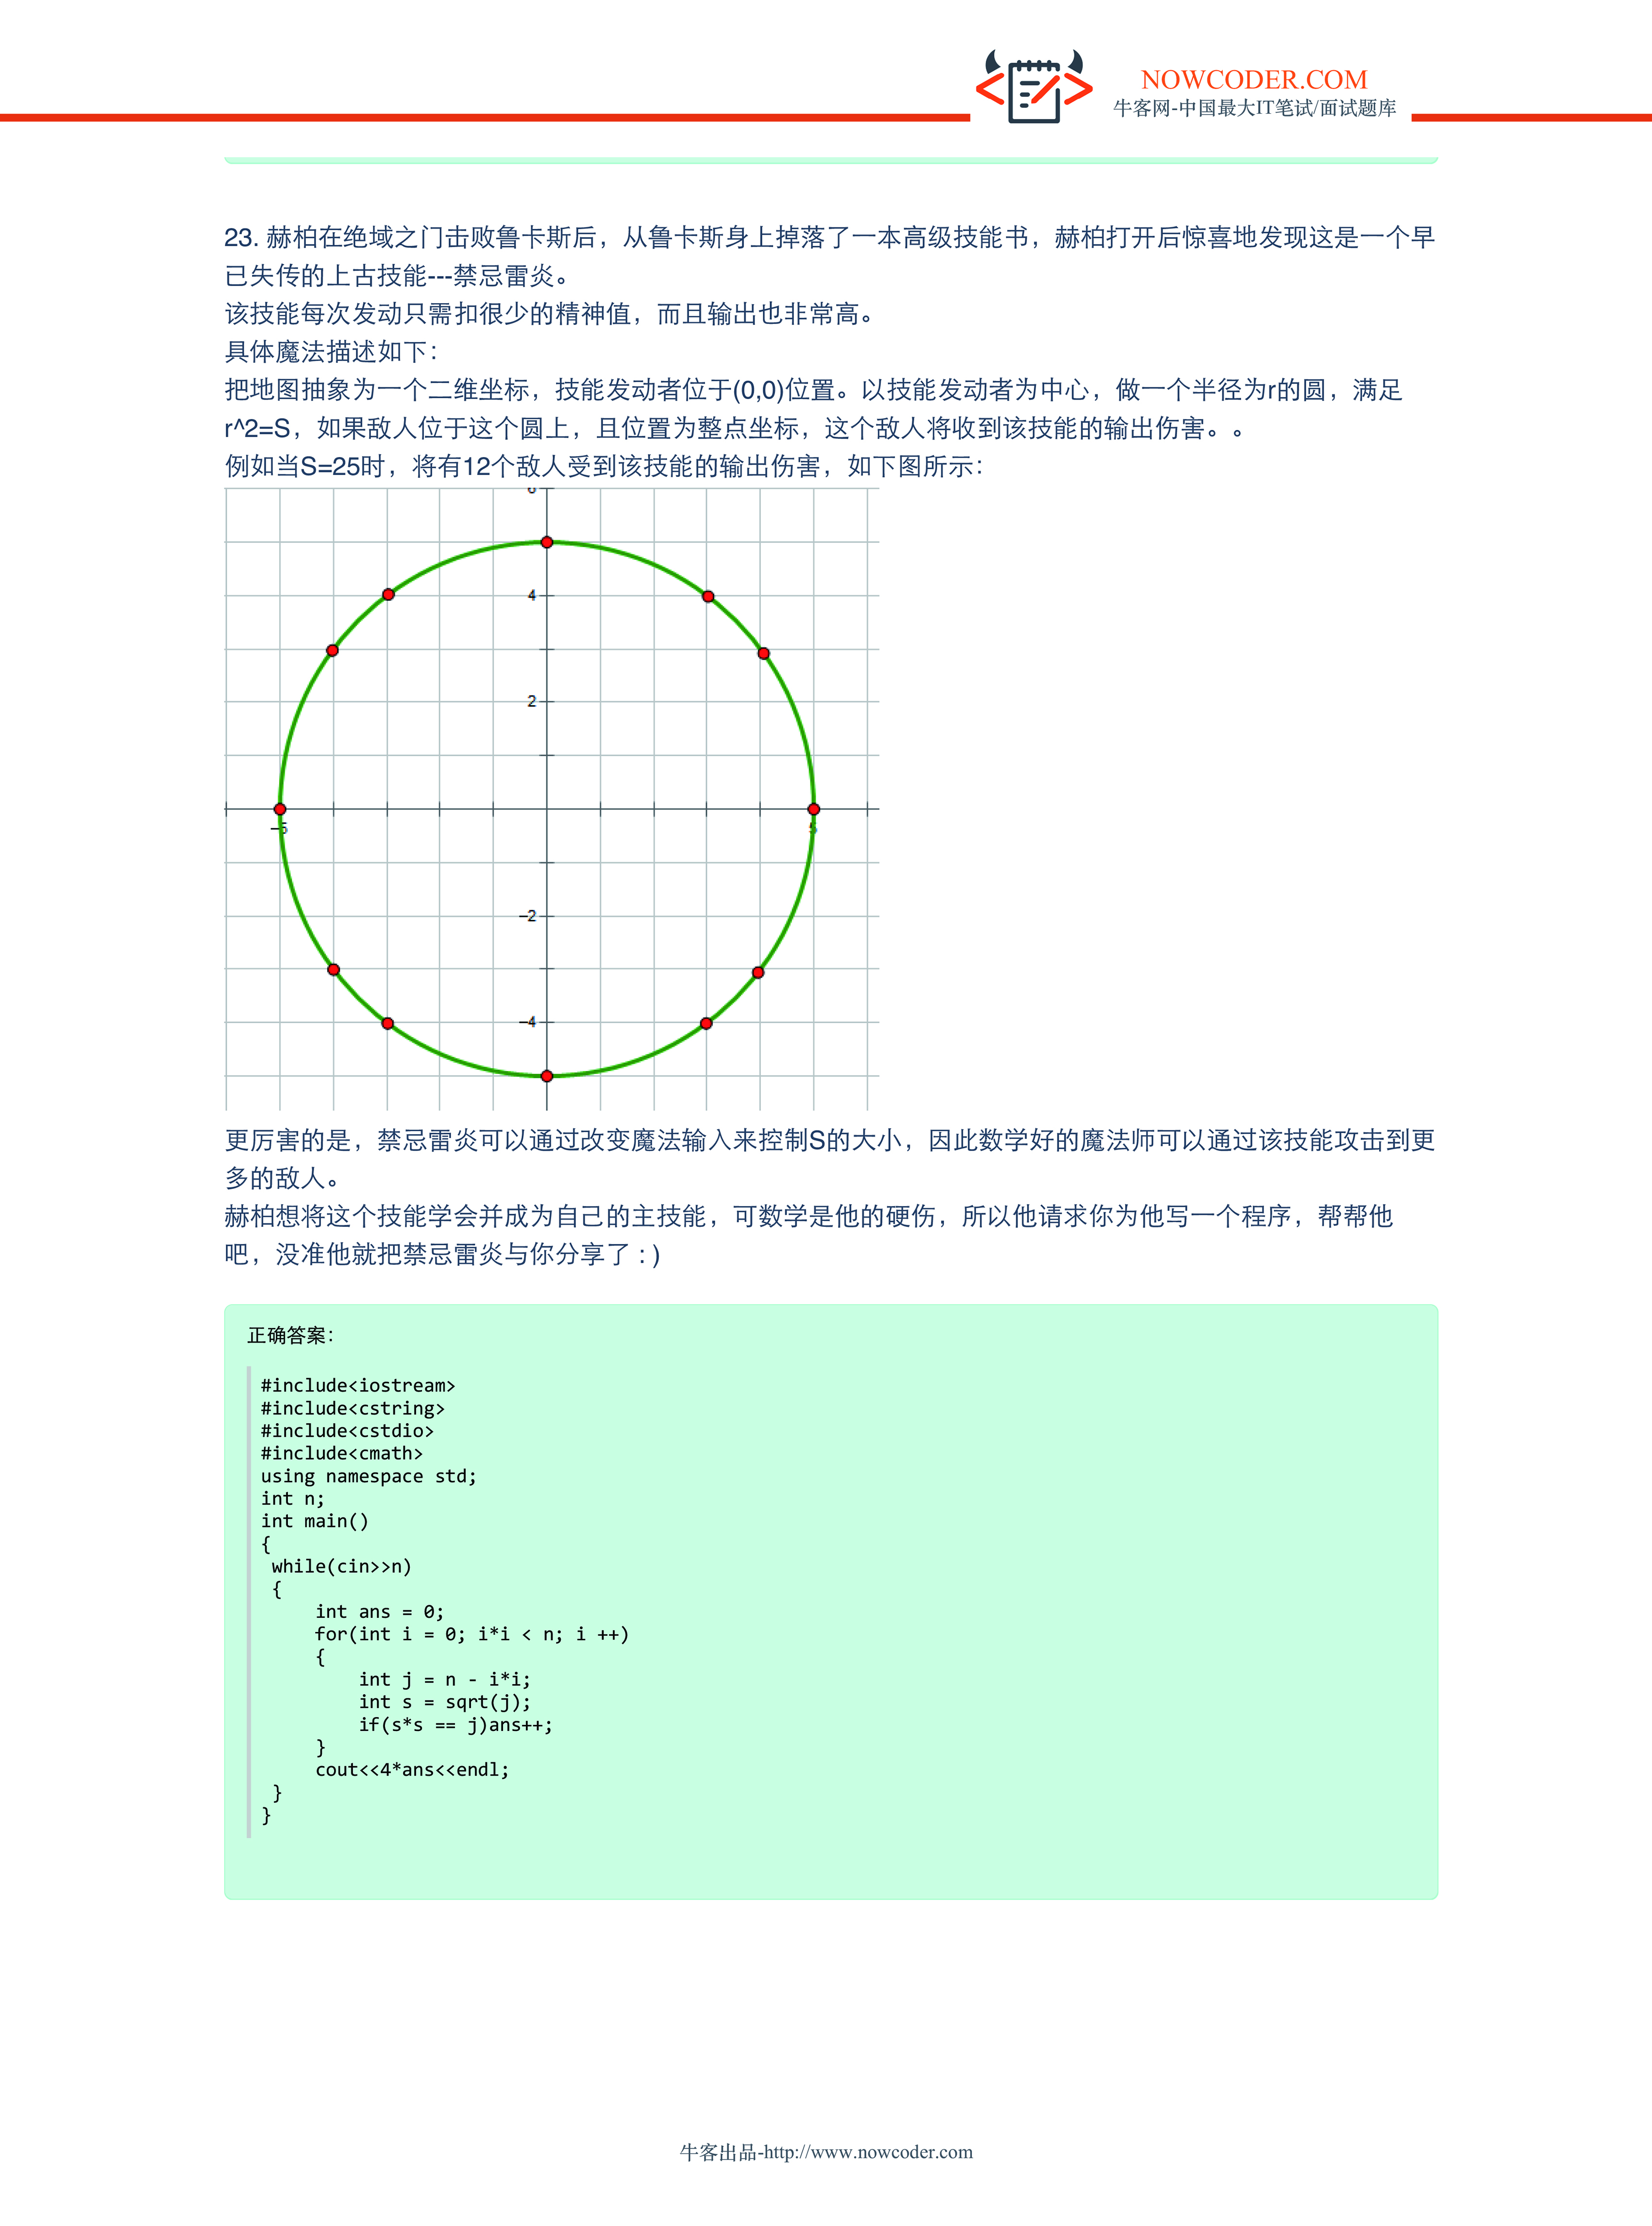 NOWCODER.COM
牛客网-中国最大IT笔试/面试题库
23. 赫柏在绝域之门击败鲁卡斯后，从鲁卡斯身上掉落了一本高级技能书，赫柏打开后惊喜地发现这是一个早
已失传的上古技能---禁忌雷炎。
该技能每次发动只需扣很少的精神值，而且输出也非常高。
具体魔法描述如下：
把地图抽象为一个二维坐标，技能发动者位于(0,0)位置。以技能发动者为中心，做一个半径为r的圆，满足
r^2=S，如果敌人位于这个圆上，且位置为整点坐标，这个敌人将收到该技能的输出伤害。。
例如当S=25时，将有12个敌人受到该技能的输出伤害，如下图所示：
6
4
2
-5
5
-2
-4
更厉害的是，禁忌雷炎可以通过改变魔法输入来控制S的大小，因此数学好的魔法师可以通过该技能攻击到更
多的敌人。
赫柏想将这个技能学会并成为自己的主技能，可数学是他的硬伤，所以他请求你为他写一个程序，帮帮他
吧，没准他就把禁忌雷炎与你分享了 : )
正确答案：
#include<iostream>
#include<cstring>
#include<cstdio>
#include<cmath>
using namespace std;
int n;
int main()
{
while(cin>>n)
{
int ans = 0;
for(int i = 0; i*i < n; i ++)
{
int j = n - i*i;
int s = sqrt(j);
if(s*s == j)ans++;
}
cout<<4*ans<<endl;
}
}
牛客出品-http://www.nowcoder.com